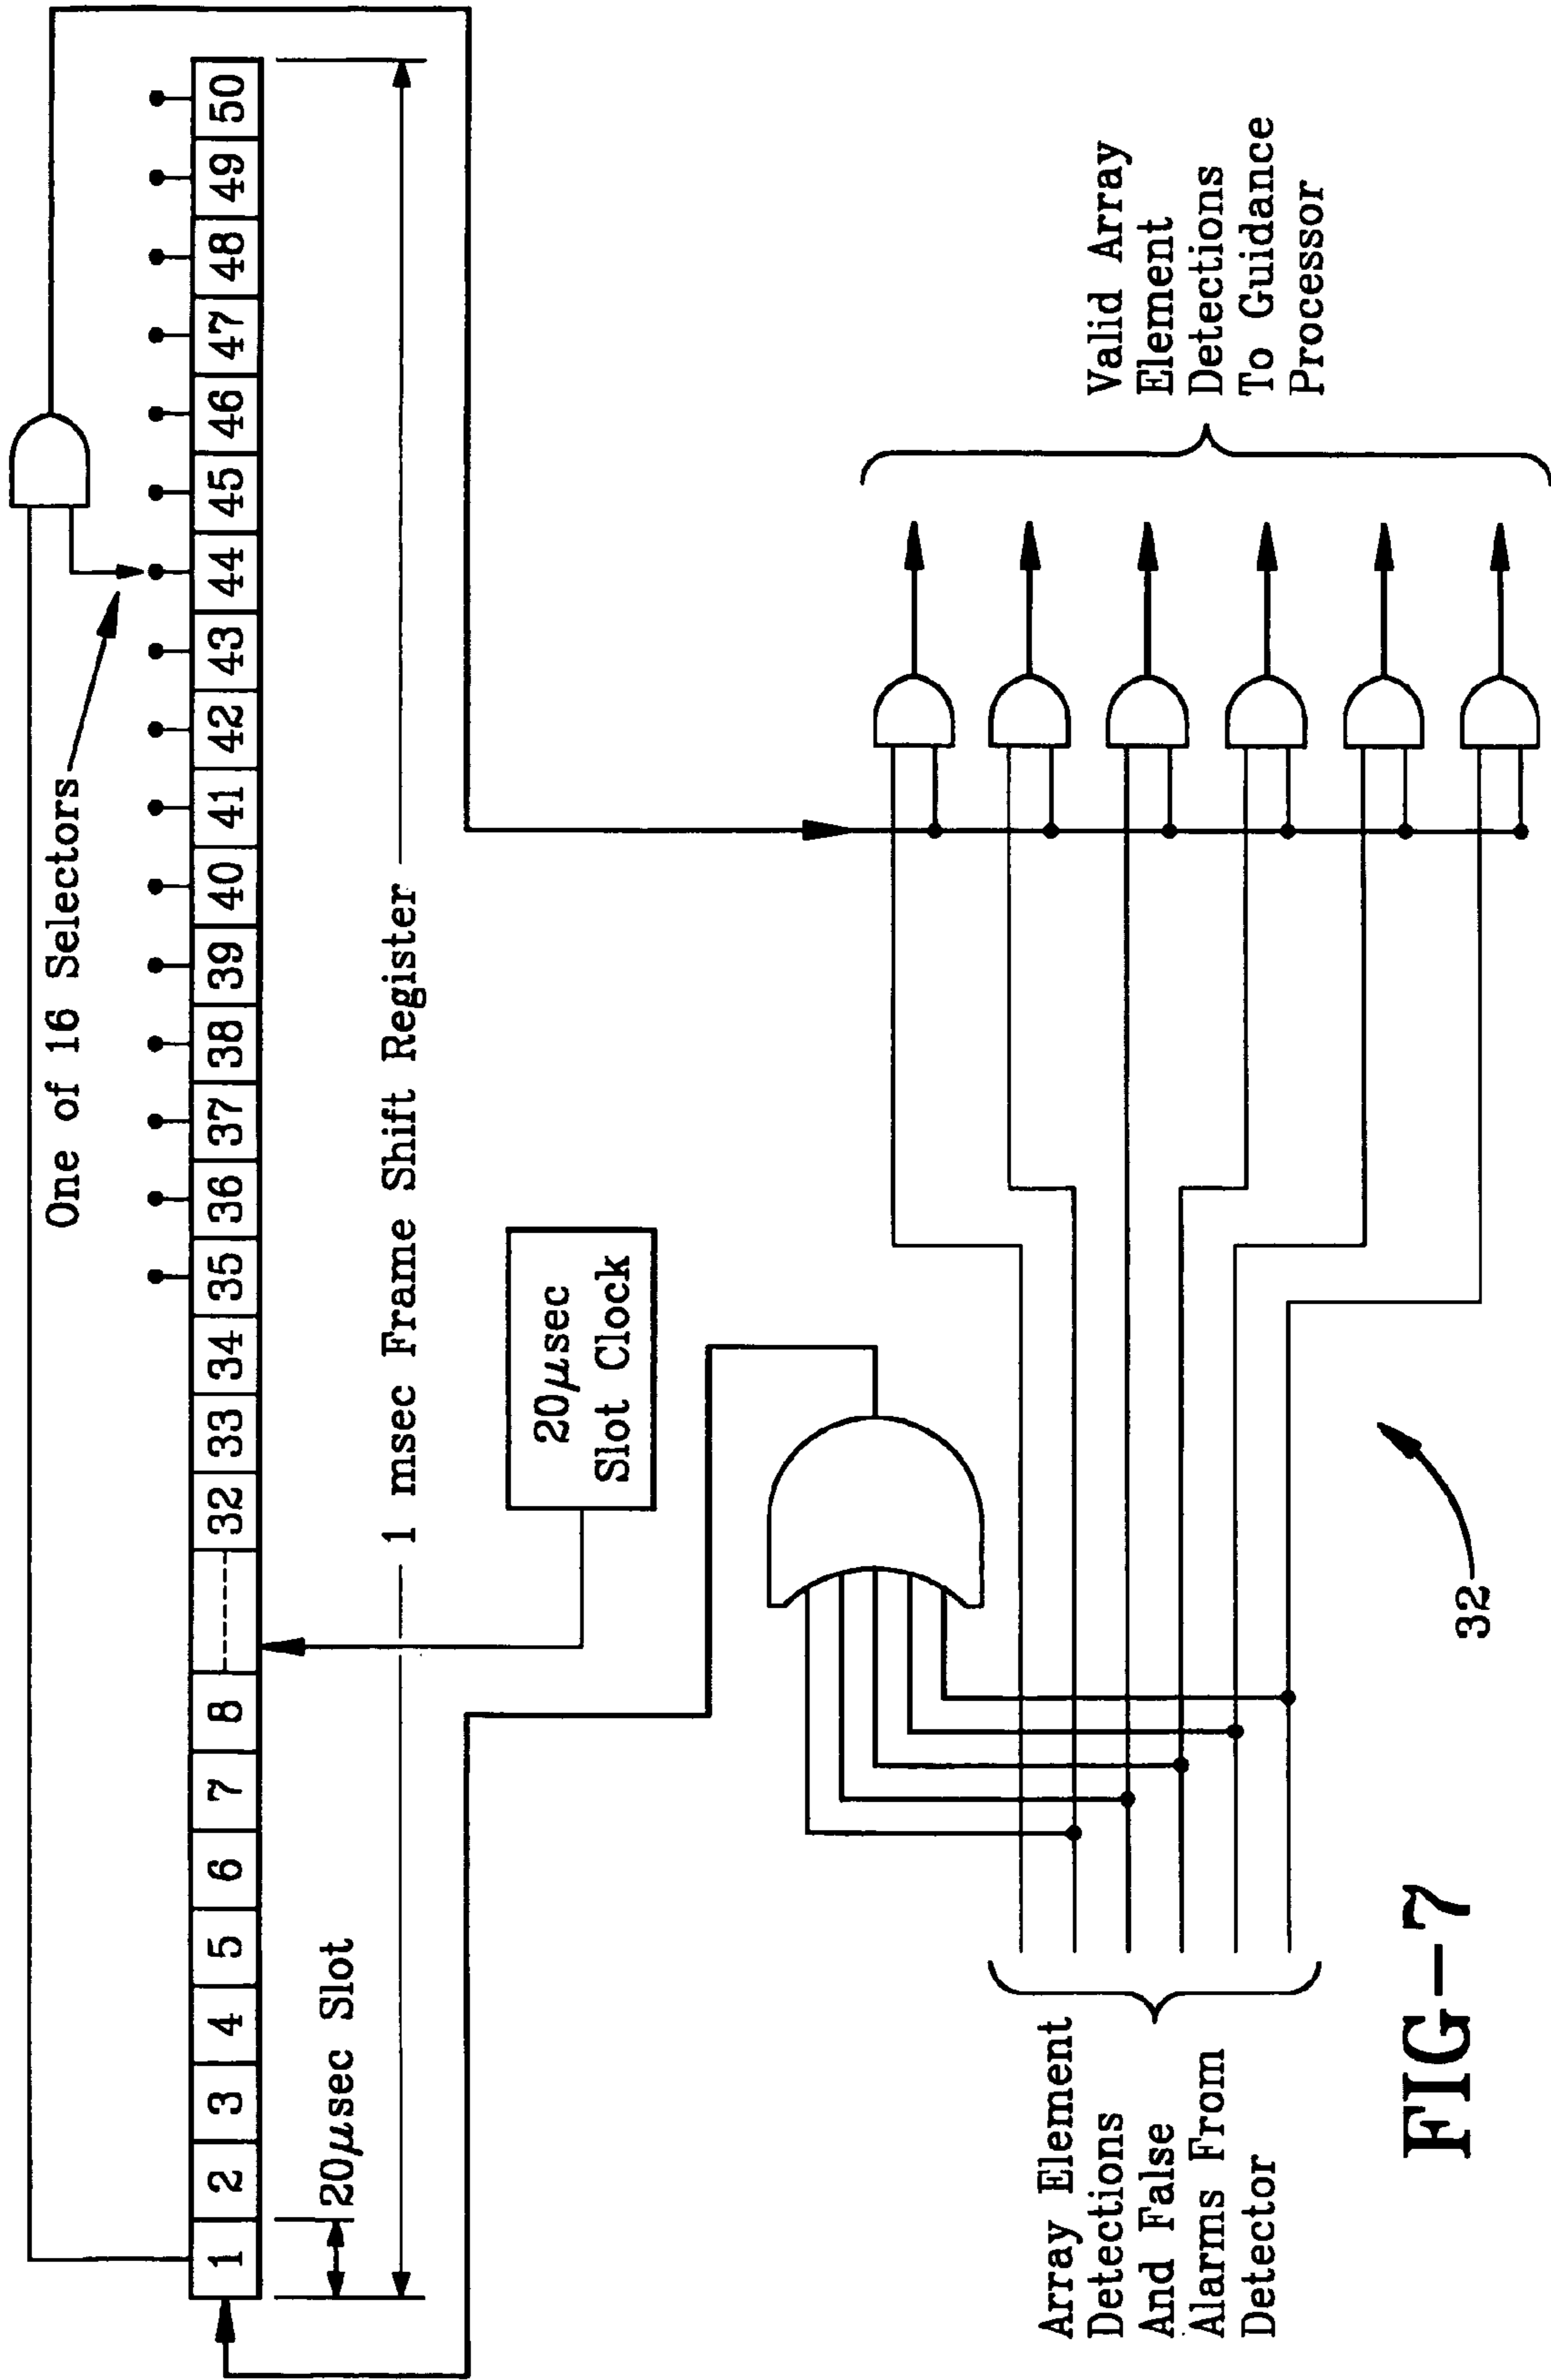 One of 16 Selectors
1 2 3 4 5 6 7 8 ------ 32 33 34 35 36 37 38 39 40 41 42 43 44 45 46 47 48 49 50
20μsec Slot
1 msec Frame Shift Register
20μsec
Slot Clock
Array Element
Detections
And False
Alarms From
Detector
Valid Array
Element
Detections
To Guidance
Processor
32
FIG-7